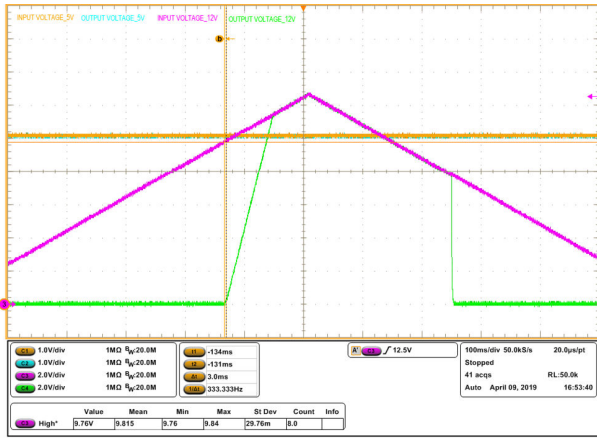 INPUT VOLTAGE_5V OUTPUT VOLTAGE_5V INPUT VOLTAGE_12V OUTPUT VOLTAGE_12V
b
3
C1 1.0V/div 1MΩ BW:20.0M
C2 1.0V/div 1MΩ BW:20.0M
C3 2.0V/div 1MΩ BW:20.0M
C4 2.0V/div 1MΩ BW:20.0M
t1 -134ms
t2 -131ms
Δt 3.0ms
1/Δt 333.333Hz
A' C3 / 12.5V
100ms/div 50.0kS/s 20.0µs/pt
Stopped
41 acqs RL:50.0k
Auto April 09, 2019 16:53:40
Value Mean Min Max St Dev Count Info
C3 High* 9.76V 9.815 9.76 9.84 29.76m 8.0